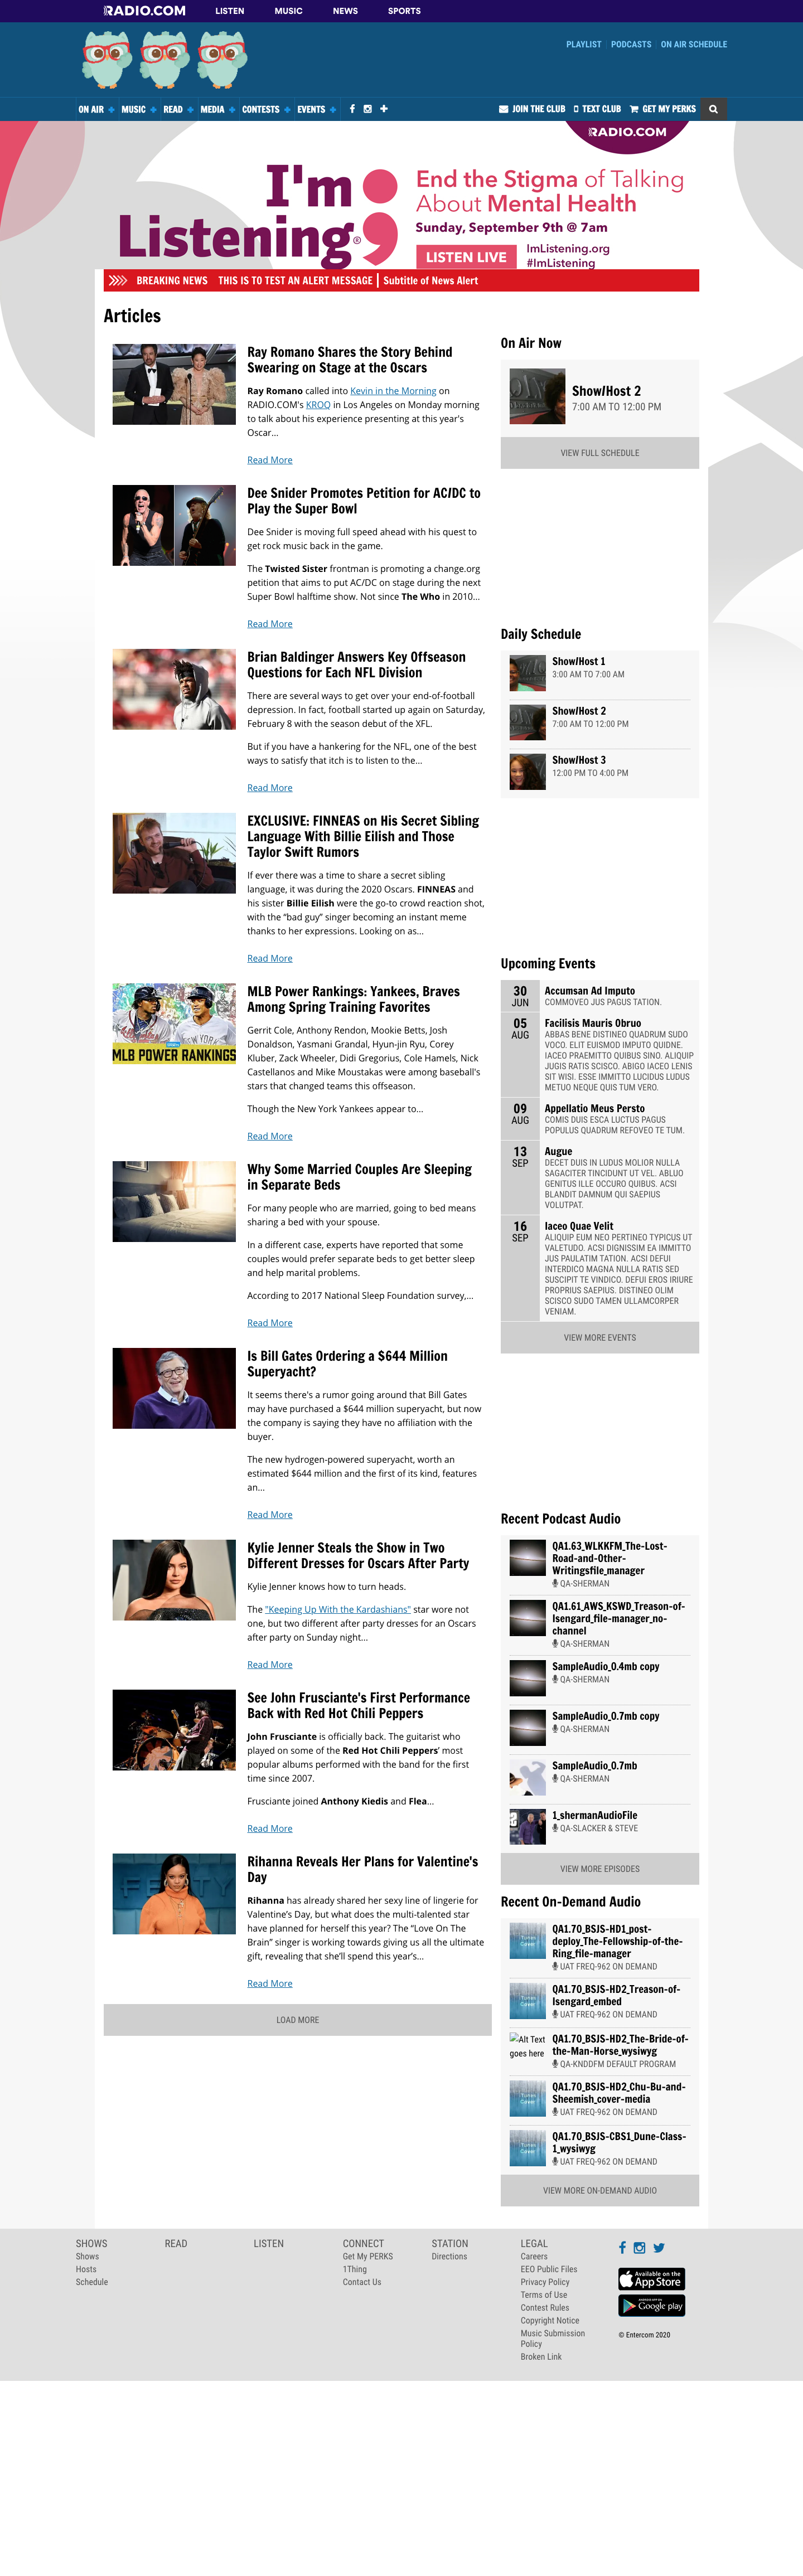 RADIO.COM LISTEN MUSIC NEWS SPORTS
PLAYLIST PODCASTS ON AIR SCHEDULE
ON AIR MUSIC READ MEDIA CONTESTS EVENTS JOIN THE CLUB TEXT CLUB GET MY PERKS
RADIO.COM
I'm
Listening®;
End the Stigma of Talking
About Mental Health
Sunday, September 9th @ 7am
LISTEN LIVE
ImListening.org
#ImListening
BREAKING NEWS THIS IS TO TEST AN ALERT MESSAGE | Subtitle of News Alert
Articles
Ray Romano Shares the Story Behind
Swearing on Stage at the Oscars
Ray Romano called into Kevin in the Morning on
RADIO.COM's KROQ in Los Angeles on Monday morning
to talk about his experience presenting at this year's
Oscar...
Read More
Dee Snider Promotes Petition for AC/DC to
Play the Super Bowl
Dee Snider is moving full speed ahead with his quest to
get rock music back in the game.
The Twisted Sister frontman is promoting a change.org
petition that aims to put AC/DC on stage during the next
Super Bowl halftime show. Not since The Who in 2010...
Read More
Brian Baldinger Answers Key Offseason
Questions for Each NFL Division
There are several ways to get over your end-of-football
depression. In fact, football started up again on Saturday,
February 8 with the season debut of the XFL.
But if you have a hankering for the NFL, one of the best
ways to satisfy that itch is to listen to the...
Read More
EXCLUSIVE: FINNEAS on His Secret Sibling
Language With Billie Eilish and Those
Taylor Swift Rumors
If ever there was a time to share a secret sibling
language, it was during the 2020 Oscars. FINNEAS and
his sister Billie Eilish were the go-to crowd reaction shot,
with the “bad guy” singer becoming an instant meme
thanks to her expressions. Looking on as...
Read More
MLB POWER RANKINGS
MLB Power Rankings: Yankees, Braves
Among Spring Training Favorites
Gerrit Cole, Anthony Rendon, Mookie Betts, Josh
Donaldson, Yasmani Grandal, Hyun-jin Ryu, Corey
Kluber, Zack Wheeler, Didi Gregorius, Cole Hamels, Nick
Castellanos and Mike Moustakas were among baseball's
stars that changed teams this offseason.
Though the New York Yankees appear to...
Read More
Why Some Married Couples Are Sleeping
in Separate Beds
For many people who are married, going to bed means
sharing a bed with your spouse.
In a different case, experts have reported that some
couples would prefer separate beds to get better sleep
and help marital problems.
According to 2017 National Sleep Foundation survey,...
Read More
Is Bill Gates Ordering a $644 Million
Superyacht?
It seems there's a rumor going around that Bill Gates
may have purchased a $644 million superyacht, but now
the company is saying they have no affiliation with the
buyer.
The new hydrogen-powered superyacht, worth an
estimated $644 million and the first of its kind, features
an...
Read More
Kylie Jenner Steals the Show in Two
Different Dresses for Oscars After Party
Kylie Jenner knows how to turn heads.
The "Keeping Up With the Kardashians" star wore not
one, but two different after party dresses for an Oscars
after party on Sunday night...
Read More
See John Frusciante's First Performance
Back with Red Hot Chili Peppers
John Frusciante is officially back. The guitarist who
played on some of the Red Hot Chili Peppers’ most
popular albums performed with the band for the first
time since 2007.
Frusciante joined Anthony Kiedis and Flea...
Read More
FENTY
Rihanna Reveals Her Plans for Valentine's
Day
Rihanna has already shared her sexy line of lingerie for
Valentine’s Day, but what does the multi-talented star
have planned for herself this year? The “Love On The
Brain” singer is working towards giving us all the ultimate
gift, revealing that she’ll spend this year’s...
Read More
LOAD MORE
On Air Now
Show/Host 2
7:00 AM TO 12:00 PM
VIEW FULL SCHEDULE
Daily Schedule
Show/Host 1
3:00 AM TO 7:00 AM
Show/Host 2
7:00 AM TO 12:00 PM
Show/Host 3
12:00 PM TO 4:00 PM
Upcoming Events
30 JUN
Accumsan Ad Imputo
COMMOVEO JUS PAGUS TATION.
05 AUG
Facilisis Mauris Obruo
ABBAS BENE DISTINEO QUADRUM SUDO
VOCO. ELIT EUISMOD IMPUTO QUIDNE.
IACEO PRAEMITTO QUIBUS SINO. ALIQUIP
JUGIS RATIS SCISCO. ABIGO IACEO LENIS
SIT WISI. ESSE IMMITTO LUCIDUS LUDUS
METUO NEQUE QUIS TUM VERO.
09 AUG
Appellatio Meus Persto
COMIS DUIS ESCA LUCTUS PAGUS
POPULUS QUADRUM REFOVEO TE TUM.
13 SEP
Augue
DECET DUIS IN LUDUS MOLIOR NULLA
SAGACITER TINCIDUNT UT VEL. ABLUO
GENITUS ILLE OCCURO QUIBUS. ACSI
BLANDIT DAMNUM QUI SAEPIUS
VOLUTPAT.
16 SEP
Iaceo Quae Velit
ALIQUIP EUM NEO PERTINEO TYPICUS UT
VALETUDO. ACSI DIGNISSIM EA IMMITTO
JUS PAULATIM TATION. ACSI DEFUI
INTERDICO MAGNA NULLA RATIS SED
SUSCIPIT TE VINDICO. DEFUI EROS IRIURE
PROPRIUS SAEPIUS. DISTINEO OLIM
SCISCO SUDO TAMEN ULLAMCORPER
VENIAM.
VIEW MORE EVENTS
Recent Podcast Audio
QA1.63_WLKKFM_The-Lost-
Road-and-Other-
Writingsfile_manager
QA-SHERMAN
QA1.61_AWS_KSWD_Treason-of-
Isengard_file-manager_no-
channel
QA-SHERMAN
SampleAudio_0.4mb copy
QA-SHERMAN
SampleAudio_0.7mb copy
QA-SHERMAN
SampleAudio_0.7mb
QA-SHERMAN
1_shermanAudioFile
QA-SLACKER & STEVE
VIEW MORE EPISODES
Recent On-Demand Audio
QA1.70_BSJS-HD1_post-
deploy_The-Fellowship-of-the-
Ring_file-manager
UAT FREQ-962 ON DEMAND
QA1.70_BSJS-HD2_Treason-of-
Isengard_embed
UAT FREQ-962 ON DEMAND
Alt Text
goes here
QA1.70_BSJS-HD2_The-Bride-of-
the-Man-Horse_wysiwyg
QA-KNDDFM DEFAULT PROGRAM
QA1.70_BSJS-HD2_Chu-Bu-and-
Sheemish_cover-media
UAT FREQ-962 ON DEMAND
QA1.70_BSJS-CBS1_Dune-Class-
1_wysiwyg
UAT FREQ-962 ON DEMAND
VIEW MORE ON-DEMAND AUDIO
SHOWS
Shows
Hosts
Schedule
READ
LISTEN
CONNECT
Get My PERKS
1Thing
Contact Us
STATION
Directions
LEGAL
Careers
EEO Public Files
Privacy Policy
Terms of Use
Contest Rules
Copyright Notice
Music Submission
Policy
Broken Link
Available on the
App Store
ANDROID APP ON
Google play
© Entercom 2020